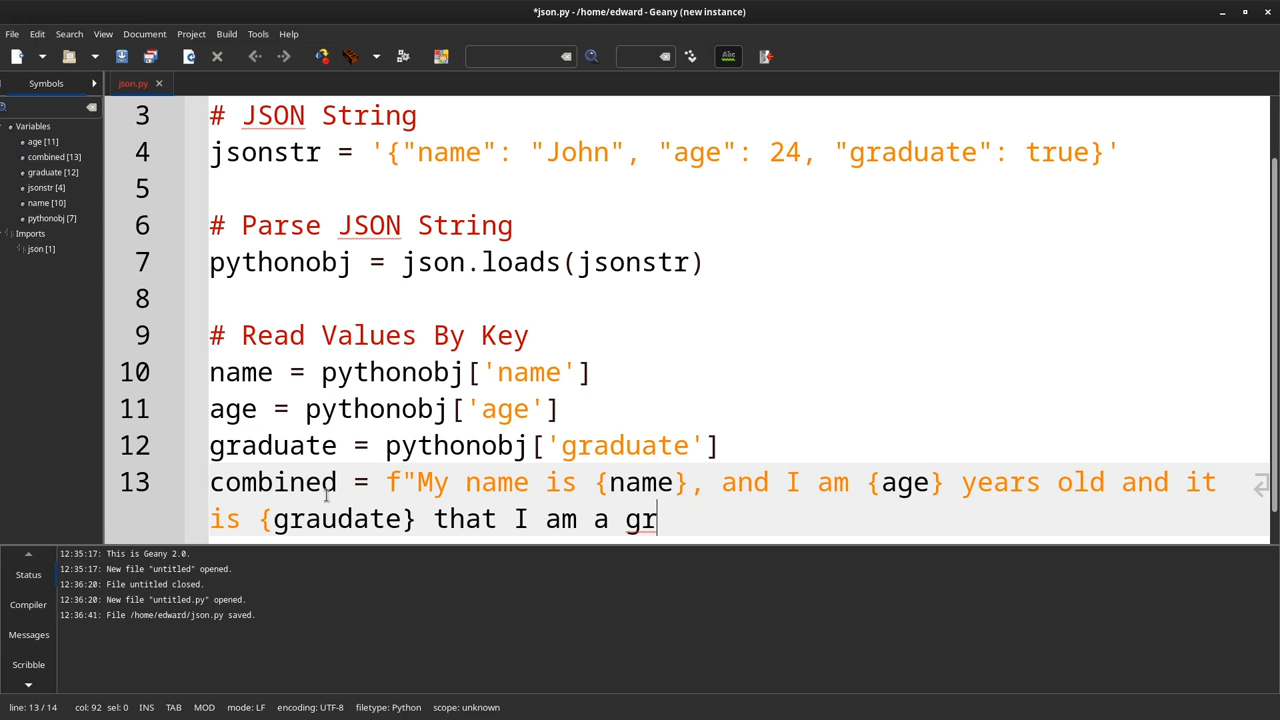 *json.py - /home/edward - Geany (new instance)
File Edit Search View Document Project Build Tools Help
Abc
Symbols
json.py
Variables
age [11]
combined [13]
graduate [12]
jsonstr [4]
name [10]
pythonobj [7]
Imports
json [1]
3 # JSON String
4 jsonstr = '{"name": "John", "age": 24, "graduate": true}'
5
6 # Parse JSON String
7 pythonobj = json.loads(jsonstr)
8
9 # Read Values By Key
10 name = pythonobj['name']
11 age = pythonobj['age']
12 graduate = pythonobj['graduate']
13 combined = f"My name is {name}, and I am {age} years old and it
is {graudate} that I am a gr
Status
Compiler
Messages
Scribble
12:35:17: This is Geany 2.0.
12:35:17: New file "untitled" opened.
12:36:20: File untitled closed.
12:36:20: New file "untitled.py" opened.
12:36:41: File /home/edward/json.py saved.
line: 13 / 14 col: 92 sel: 0 INS TAB MOD mode: LF encoding: UTF-8 filetype: Python scope: unknown